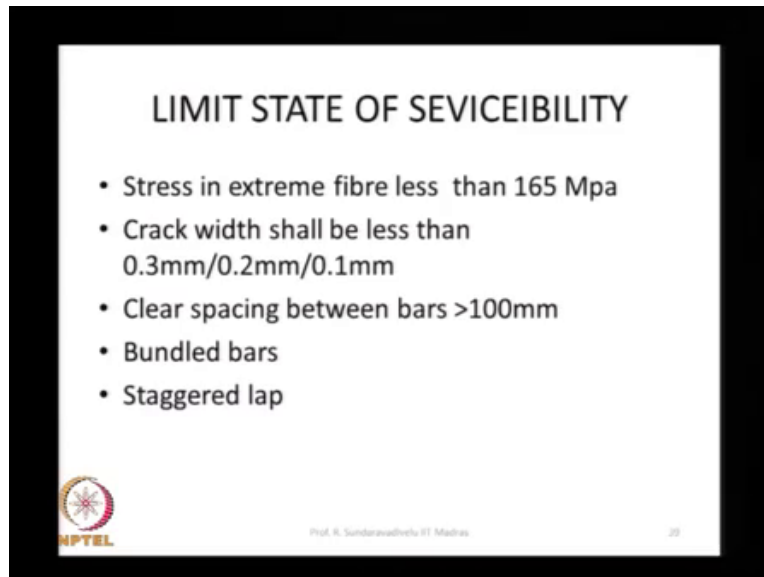 LIMIT STATE OF SEVICEIBILITY
• Stress in extreme fibre less than 165 Mpa
• Crack width shall be less than
0.3mm/0.2mm/0.1mm
• Clear spacing between bars >100mm
• Bundled bars
• Staggered lap
NPTEL
Prof. R. Sundaravadivelu IIT Madras
20